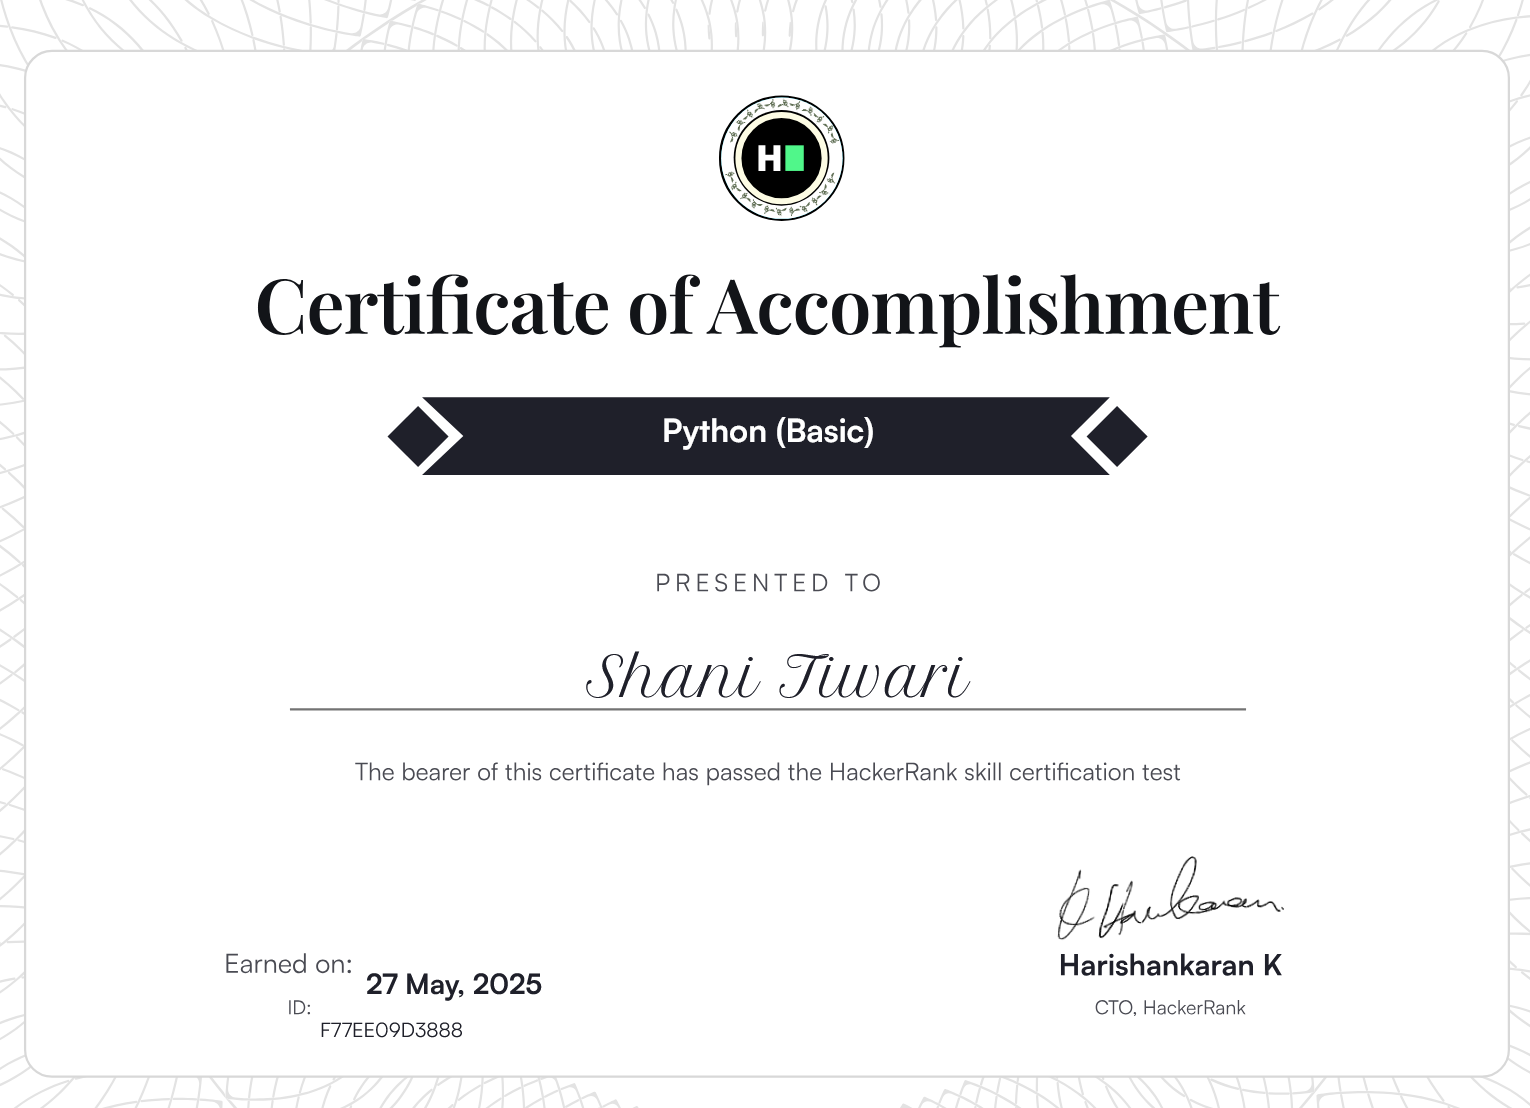 H
Certificate of Accomplishment
Python (Basic)
PRESENTED TO
Shani Tiwari
The bearer of this certificate has passed the HackerRank skill certification test
Earned on:
27 May, 2025
ID:
F77EE09D3888
Harishankaran K
CTO, HackerRank